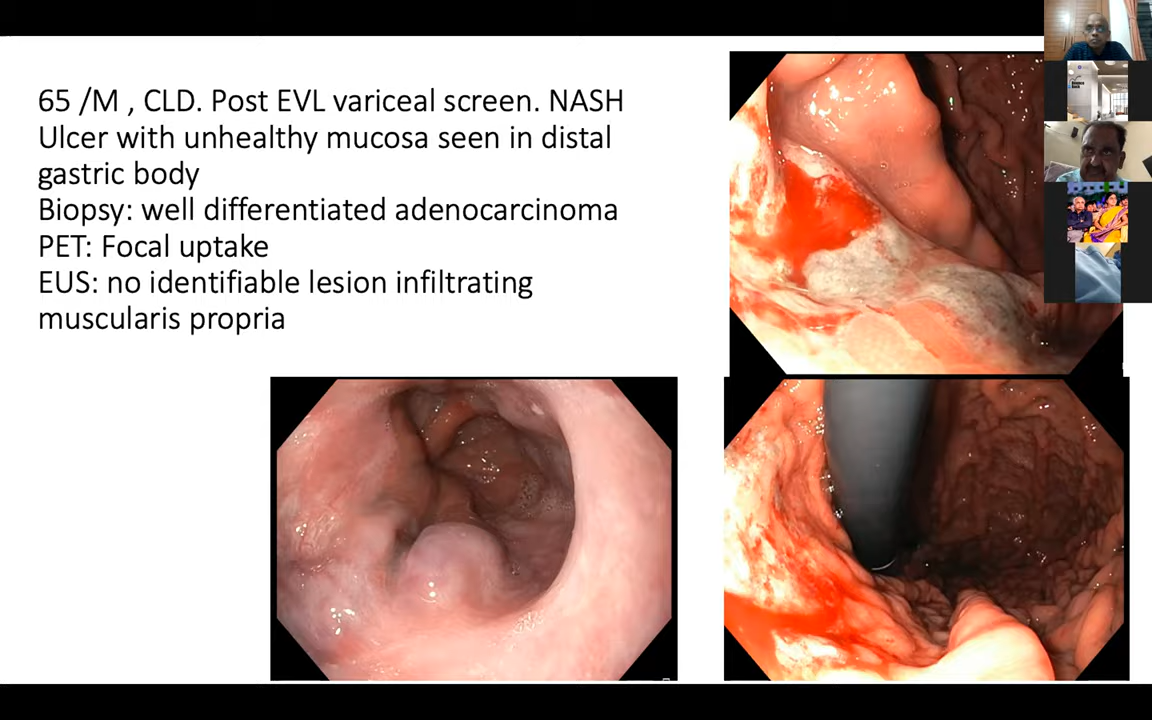 65 /M , CLD. Post EVL variceal screen. NASH
Ulcer with unhealthy mucosa seen in distal
gastric body
Biopsy: well differentiated adenocarcinoma
PET: Focal uptake
EUS: no identifiable lesion infiltrating
muscularis propria